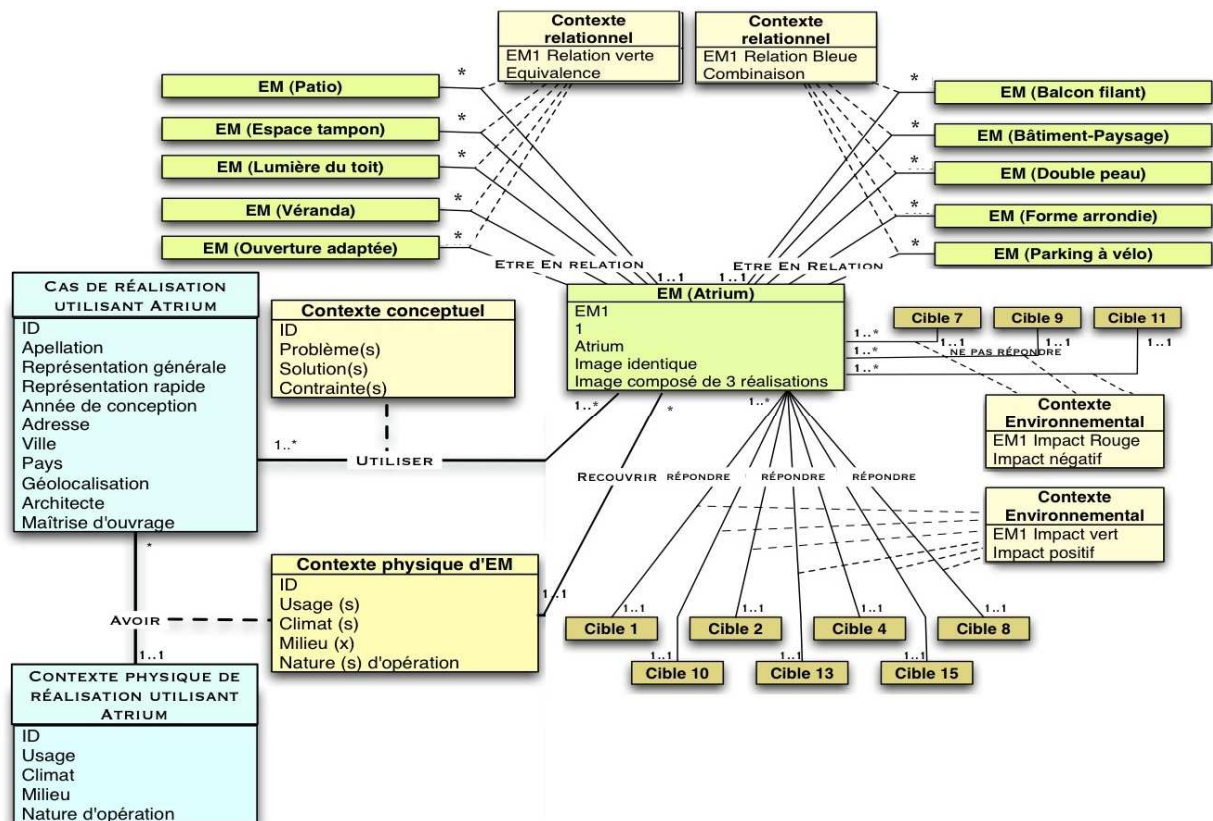 Contexte
relationnel
EM1 Relation verte
Equivalence
Contexte
relationnel
EM1 Relation Bleue
Combinaison
EM (Patio)
*
EM (Espace tampon)
*
EM (Lumière du toit)
*
EM (Véranda)
*
EM (Ouverture adaptée)
*
*
EM (Balcon filant)
*
EM (Bâtiment-Paysage)
*
EM (Double peau)
*
EM (Forme arrondie)
*
EM (Parking à vélo)
ETRE EN RELATION
1..1
1..1
ETRE EN RELATION
EM (Atrium)
EM1
1
Atrium
Image identique
Image composé de 3 réalisations
CAS DE RÉALISATION
UTILISANT ATRIUM
ID
Apellation
Représentation générale
Représentation rapide
Année de conception
Adresse
Ville
Pays
Géolocalisation
Architecte
Maîtrise d'ouvrage
Contexte conceptuel
ID
Problème(s)
Solution(s)
Contrainte(s)
1..*
UTILISER
1..*
*
RECOUVRIR
1..1
1..*
RÉPONDRE
RÉPONDRE
RÉPONDRE
Cible 7
Cible 9
Cible 11
1..*
1..*
1..*
1..1
1..1
1..1
NE PAS RÉPONDRE
Contexte
Environnemental
EM1 Impact Rouge
Impact négatif
Contexte
Environnemental
EM1 Impact vert
Impact positif
Contexte physique d'EM
ID
Usage (s)
Climat (s)
Milieu (x)
Nature (s) d'opération
*
AVOIR
1..1
1..1
1..1
1..1
1..1
Cible 1
Cible 2
Cible 4
Cible 8
1..1
1..1
1..1
Cible 10
Cible 13
Cible 15
CONTEXTE PHYSIQUE DE
RÉALISATION UTILISANT
ATRIUM
ID
Usage
Climat
Milieu
Nature d'opération